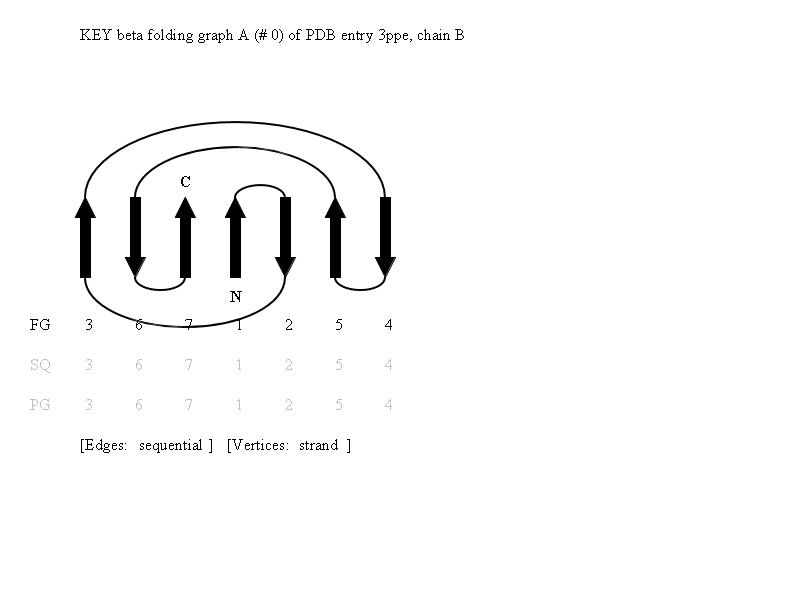 KEY beta folding graph A (# 0) of PDB entry 3ppe, chain B
C
N
FG 3 6 7 1 2 5 4
SQ 3 6 7 1 2 5 4
PG 3 6 7 1 2 5 4
[Edges: sequential ] [Vertices: strand ]